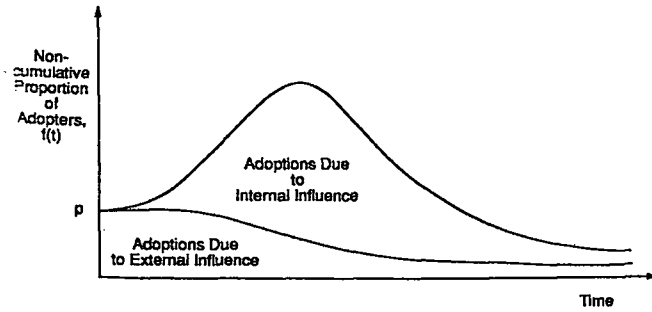 Non-
cumulative
Proportion
of
Adopters,
f(t)
Adoptions Due
to
Internal Influence
p
Adoptions Due
to External Influence
Time